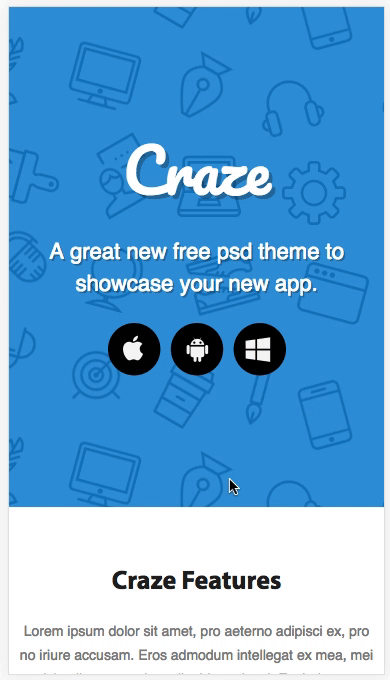 Craze
A great new free psd theme to
showcase your new app.
Craze Features
Lorem ipsum dolor sit amet, pro aeterno adipisci ex, pro
no iriure accusam. Eros admodum intellegat ex mea, mei